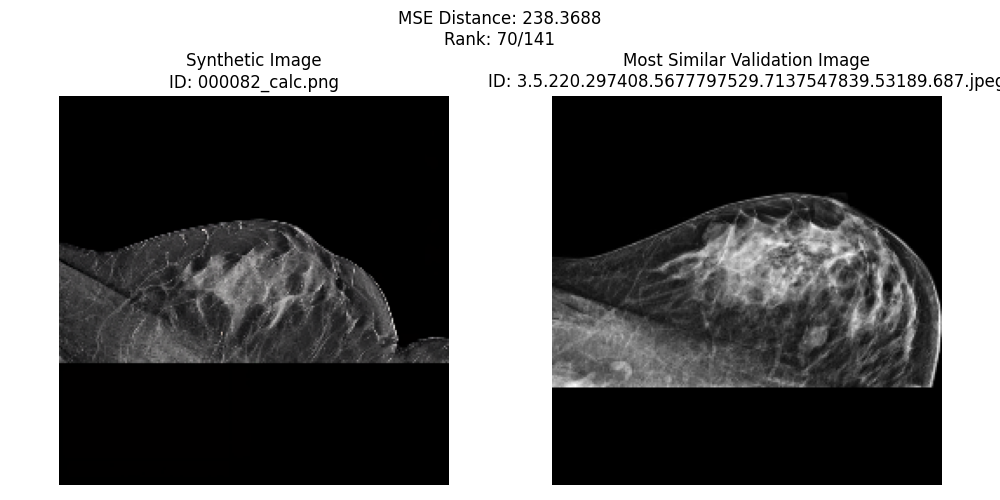 MSE Distance: 238.3688
Rank: 70/141
Synthetic Image
ID: 000082_calc.png
Most Similar Validation Image
ID: 3.5.220.297408.5677797529.7137547839.53189.687.jpeg